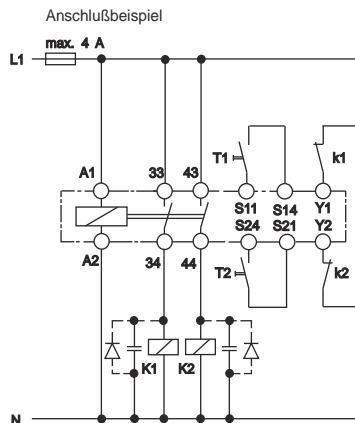 Anschlußbeispiel
max. 4 A
L1
T1 k1
A1 33 43
S11 S14 Y1
S24 S21 Y2
A2 34 44 T2 k2
K1 K2
N